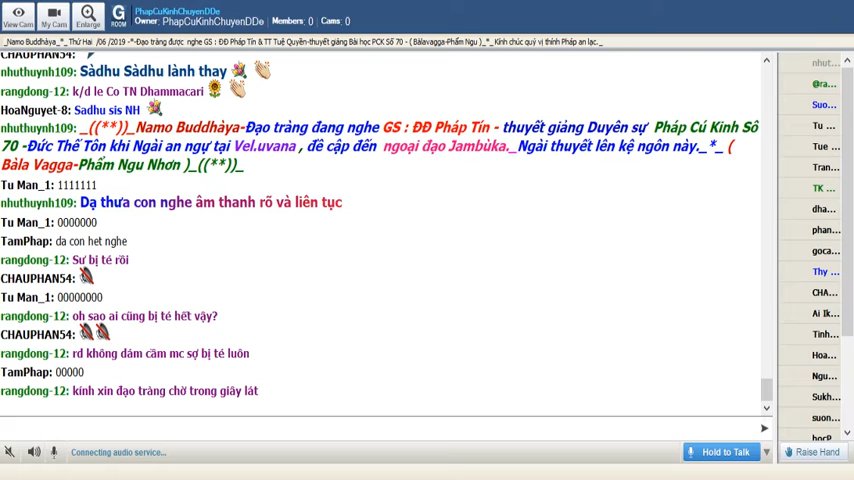 PhapCuKinhChuyenDDe
Owner: PhapCuKinhChuyenDDe Members: 0 Cams: 0
View Cam My Cam Enlarge G ROOM
_Namo Buddhàya_*_ Thứ Hai /06 /2019 -*-Đạo tràng được nghe GS : ĐĐ Pháp Tín & TT Tuệ Quyền-thuyết giảng Bài học PCK Số 70 - ( Bàlavagga-Phẩm Ngu )_*_ Kính chúc quý vị thính Pháp an lạc._
CHAUPHAN54:
nhuthuynh109: Sàdhu Sàdhu lành thay
rangdong-12: k/d le Co TN Dhammacari
HoaNguyet-8: Sadhu sis NH
nhuthuynh109: _((**))_Namo Buddhàya-Đạo tràng đang nghe GS : ĐĐ Pháp Tín - thuyết giảng Duyên sự Pháp Cú Kinh Số
70 -Đức Thế Tôn khi Ngài an ngự tại Vel.uvana , đề cập đến ngoại đạo Jambùka._Ngài thuyết lên kệ ngôn này._*_ (
Bàla Vagga-Phẩm Ngu Nhơn )_((**))_
Tu Man_1: 1111111
nhuthuynh109: Dạ thưa con nghe âm thanh rõ và liên tục
Tu Man_1: 0000000
TamPhap: da con het nghe
rangdong-12: Sư bị té rồi
CHAUPHAN54:
Tu Man_1: 00000000
rangdong-12: oh sao ai cũng bị té hết vậy?
CHAUPHAN54:
rangdong-12: rd không dám cầm mc sợ bị té luôn
TamPhap: 00000
rangdong-12: kính xin đạo tràng chờ trong giây lát
nhut...
@ra...
Suo...
Tu ...
Tue ...
Tran...
TK ...
dha...
phan...
goca...
Thy ...
CHA...
Ai Ik...
Tinh...
Hoa...
Ngu...
Sukh...
suon...
hocP...
Connecting audio service...
Hold to Talk
Raise Hand